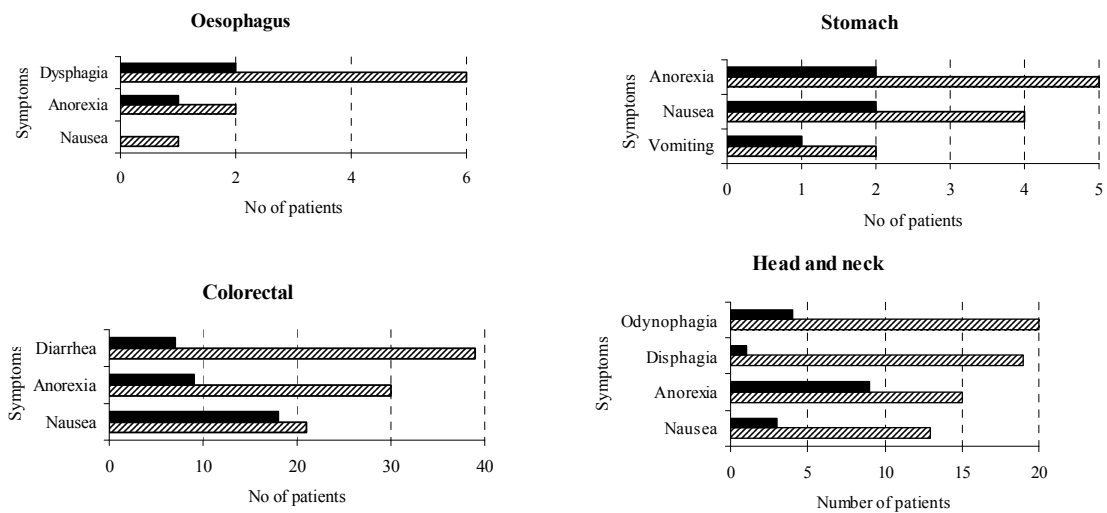 Oesophagus
Symptoms
Dysphagia
Anorexia
Nausea
0 2 4 6
No of patients
Stomach
Symptoms
Anorexia
Nausea
Vomiting
0 1 2 3 4 5
No of patients
Colorectal
Symptoms
Diarrhea
Anorexia
Nausea
0 10 20 30 40
No of patients
Head and neck
Symptoms
Odynophagia
Disphagia
Anorexia
Nausea
0 5 10 15 20
Number of patients